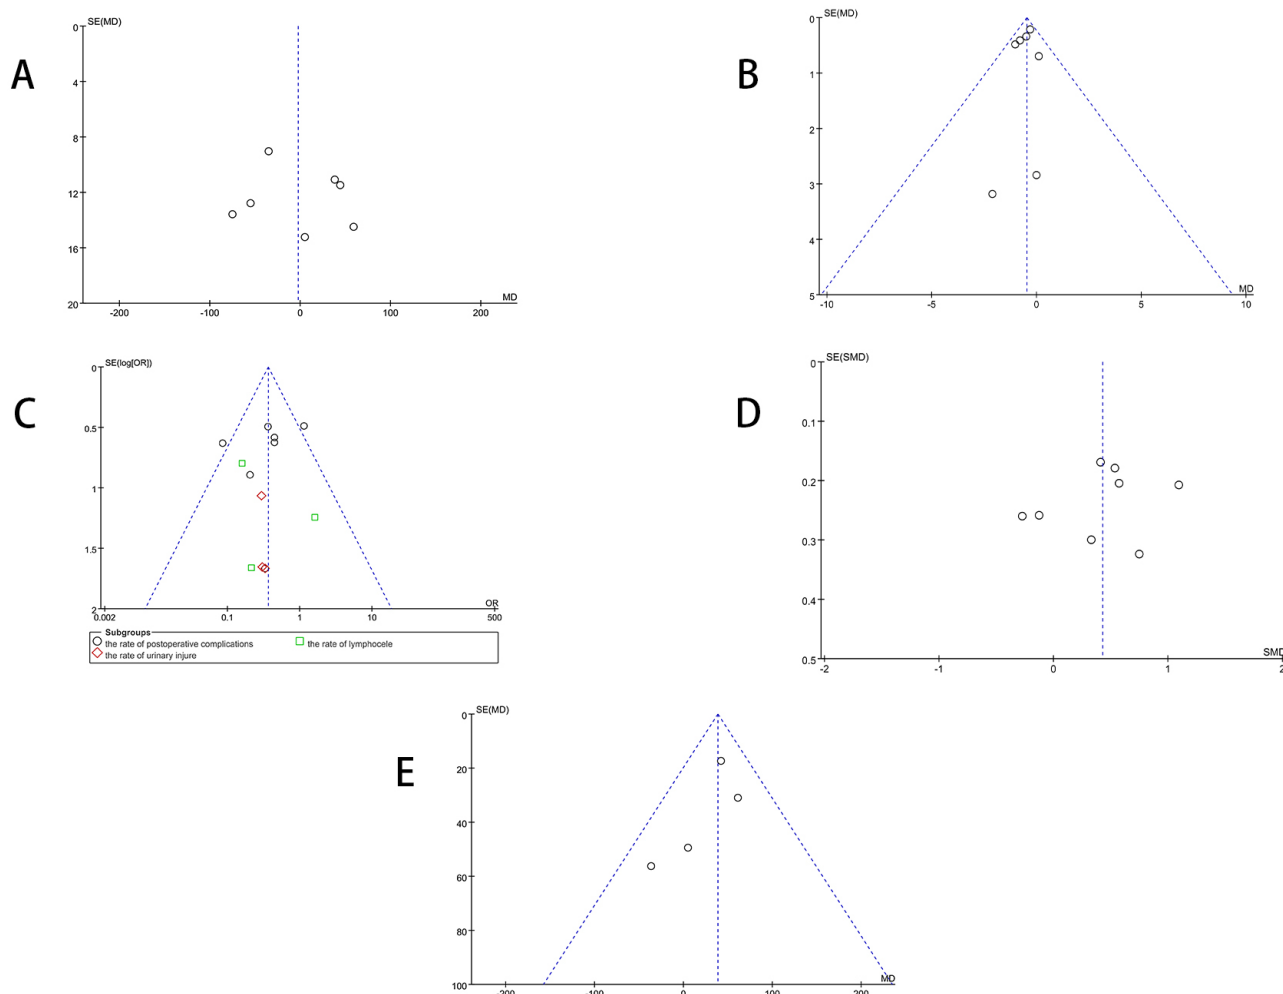 A
SE(MD)
0
4
8
12
16
20
-200
-100
0
100
200
MD
B
SE(MD)
0
1
2
3
4
5
-10
-5
0
5
10
MD
C
SE(log[OR])
0
0.5
1
1.5
2
0.002
0.1
1
10
500
OR
Subgroups
the rate of postoperative complications
the rate of lymphocele
the rate of urinary injure
D
SE(SMD)
0
0.1
0.2
0.3
0.4
0.5
-2
-1
0
1
2
SMD
E
SE(MD)
0
20
40
60
80
100
-200
-100
0
100
200
MD